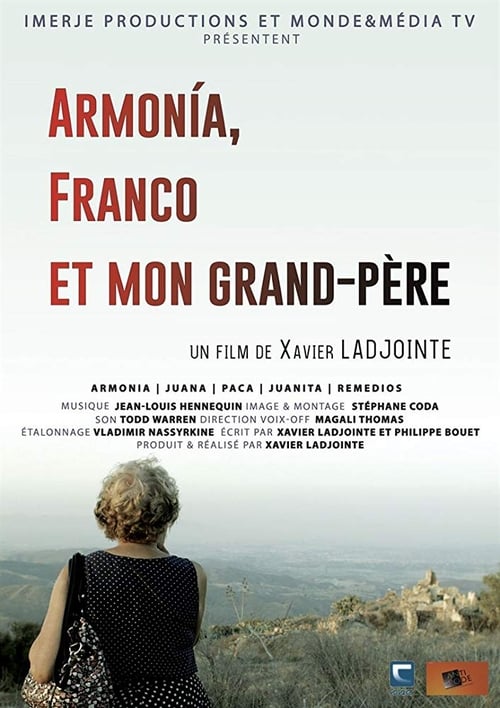 IMERJE PRODUCTIONS ET MONDE&MÉDIA TV
PRÉSENTENT
ARMONÍA,
FRANCO
ET MON GRAND-PÈRE
UN FILM DE XAVIER LADJOINTE
ARMONIA | JUANA | PACA | JUANITA | REMEDIOS
MUSIQUE JEAN-LOUIS HENNEQUIN IMAGE & MONTAGE STÉPHANE CODA
SON TODD WARREN DIRECTION VOIX-OFF MAGALI THOMAS
ÉTALONNAGE VLADIMIR NASSYRKINE ÉCRIT PAR XAVIER LADJOINTE ET PHILIPPE BOUET
PRODUIT & RÉALISÉ PAR XAVIER LADJOINTE